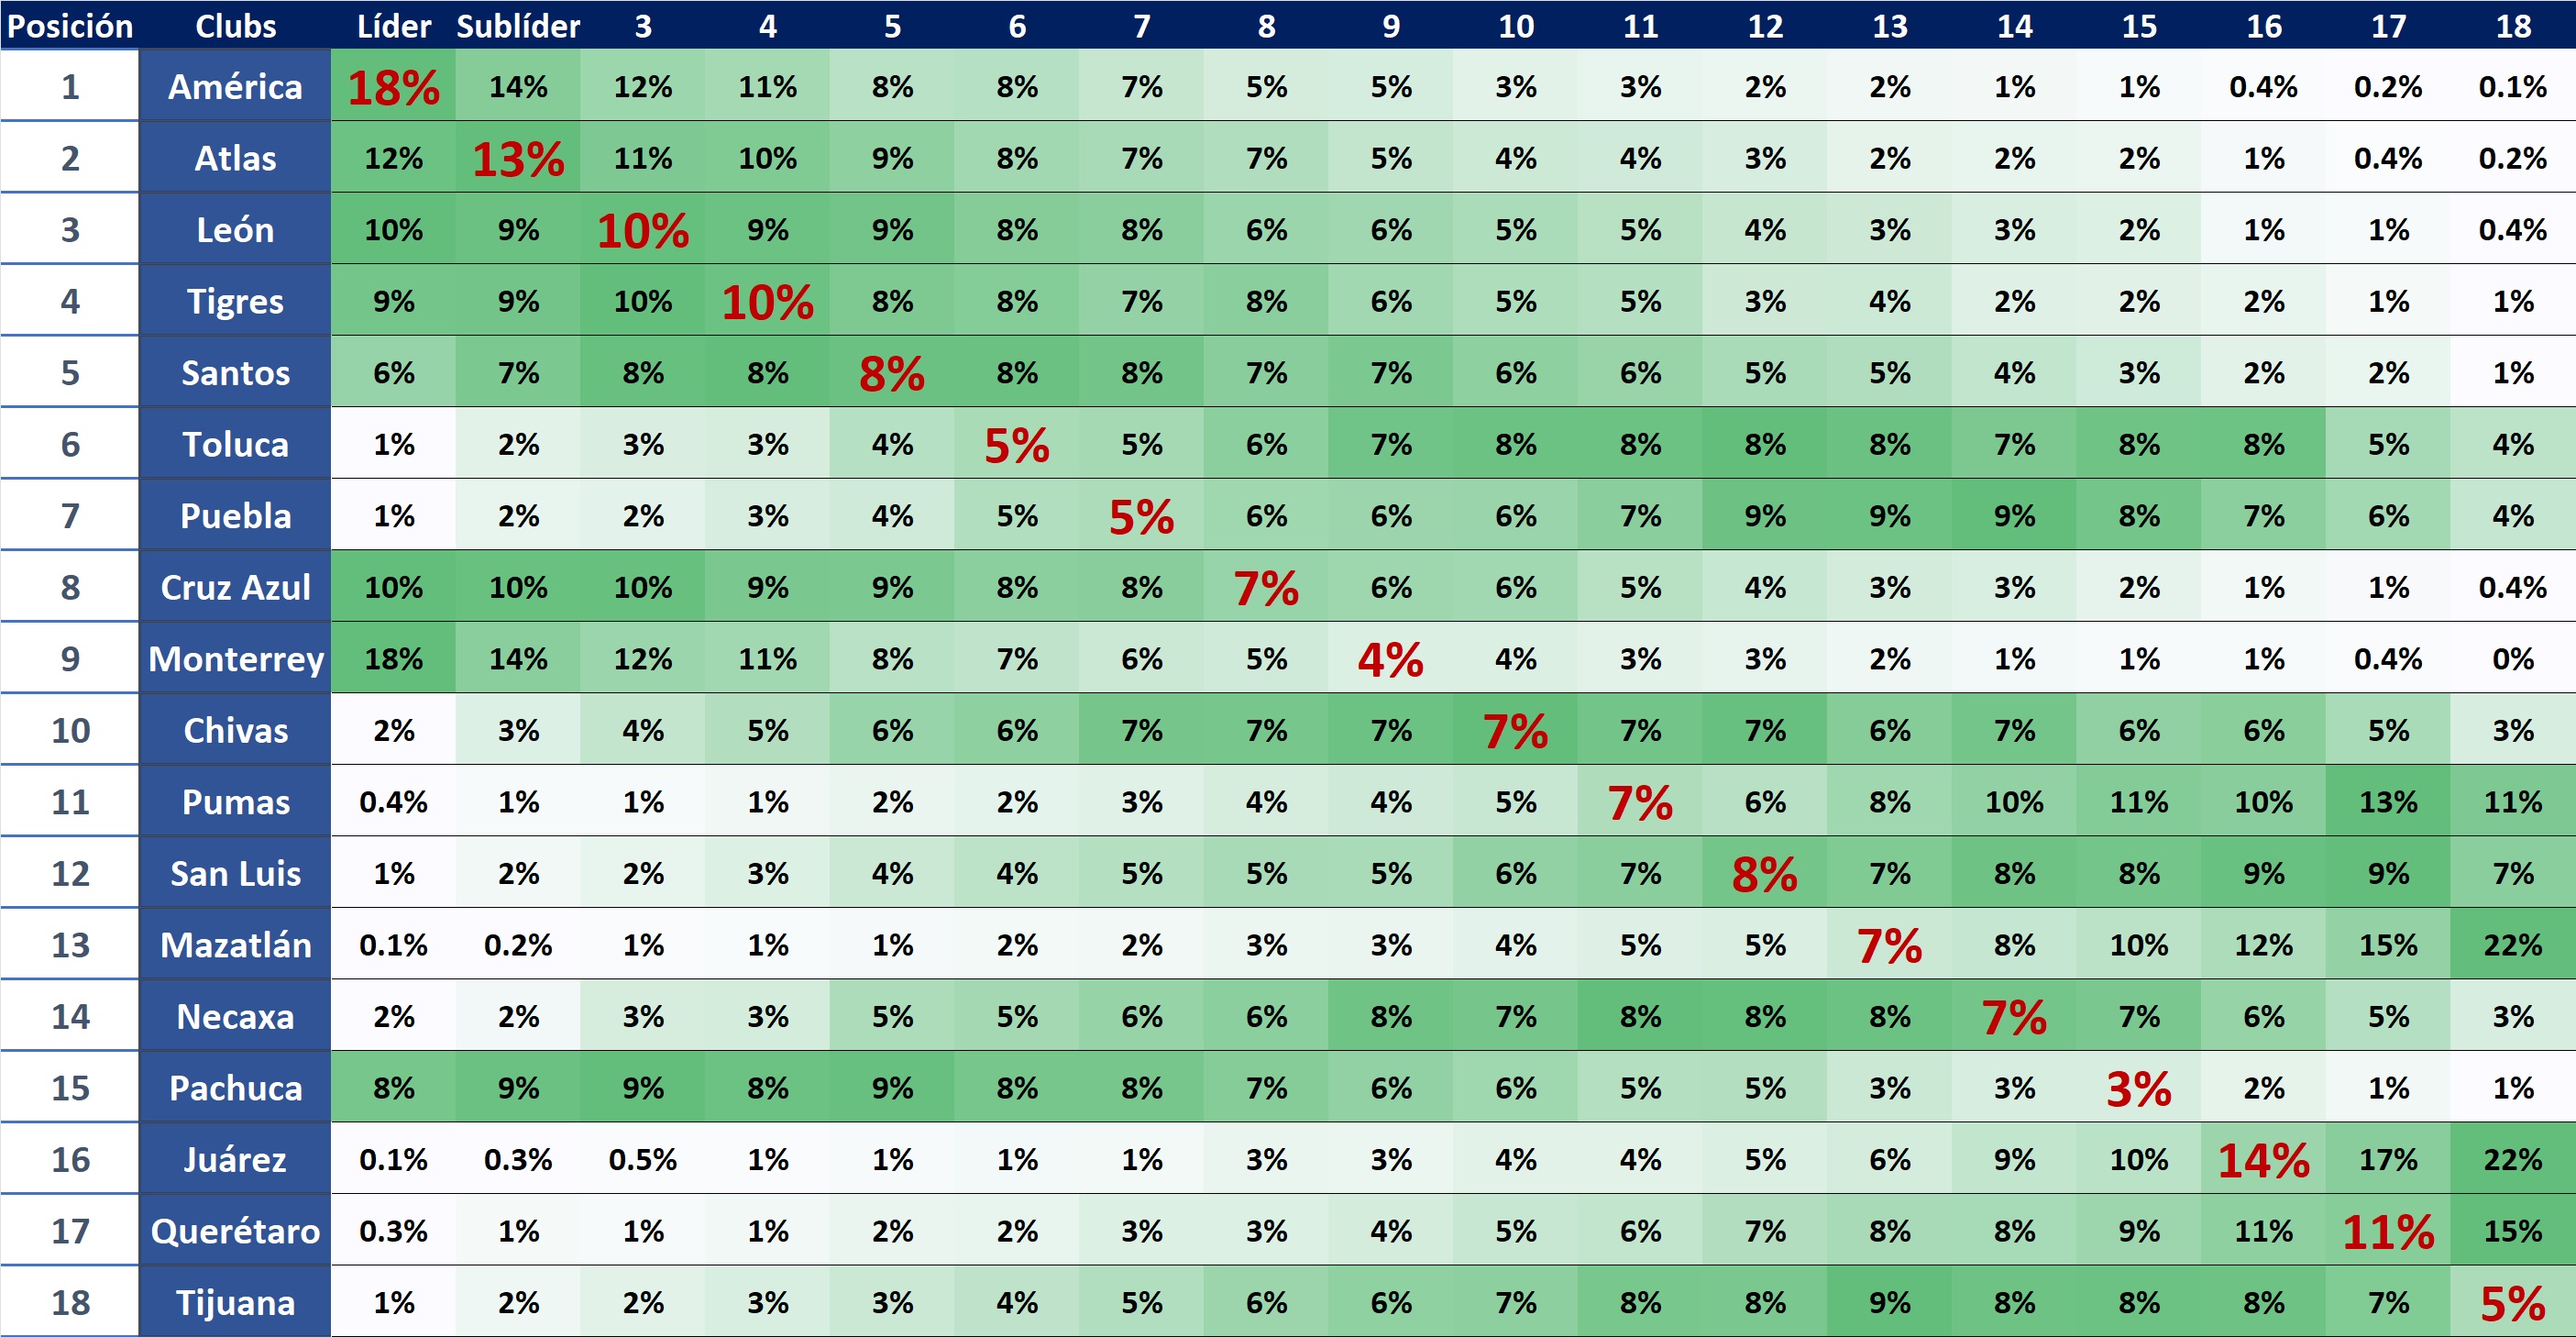 Posición Clubs Líder Sublíder 3 4 5 6 7 8 9 10 11 12 13 14 15 16 17 18
1 América 18% 14% 12% 11% 8% 8% 7% 5% 5% 3% 3% 2% 2% 1% 1% 0.4% 0.2% 0.1%
2 Atlas 12% 13% 11% 10% 9% 8% 7% 7% 5% 4% 4% 3% 2% 2% 2% 1% 0.4% 0.2%
3 León 10% 9% 10% 9% 9% 8% 8% 6% 6% 5% 5% 4% 3% 3% 2% 1% 1% 0.4%
4 Tigres 9% 9% 10% 10% 8% 8% 7% 8% 6% 5% 5% 3% 4% 2% 2% 2% 1% 1%
5 Santos 6% 7% 8% 8% 8% 8% 8% 7% 7% 6% 6% 5% 5% 4% 3% 2% 2% 1%
6 Toluca 1% 2% 3% 3% 4% 5% 5% 6% 7% 8% 8% 8% 8% 7% 8% 8% 5% 4%
7 Puebla 1% 2% 2% 3% 4% 5% 5% 6% 6% 6% 7% 9% 9% 9% 8% 7% 6% 4%
8 Cruz Azul 10% 10% 10% 9% 9% 8% 8% 7% 6% 6% 5% 4% 3% 3% 2% 1% 1% 0.4%
9 Monterrey 18% 14% 12% 11% 8% 7% 6% 5% 4% 4% 3% 3% 2% 1% 1% 1% 0.4% 0%
10 Chivas 2% 3% 4% 5% 6% 6% 7% 7% 7% 7% 7% 7% 6% 7% 6% 6% 5% 3%
11 Pumas 0.4% 1% 1% 1% 2% 2% 3% 4% 4% 5% 7% 6% 8% 10% 11% 10% 13% 11%
12 San Luis 1% 2% 2% 3% 4% 4% 5% 5% 5% 6% 7% 8% 7% 8% 8% 9% 9% 7%
13 Mazatlán 0.1% 0.2% 1% 1% 1% 2% 2% 3% 3% 4% 5% 5% 7% 8% 10% 12% 15% 22%
14 Necaxa 2% 2% 3% 3% 5% 5% 6% 6% 8% 7% 8% 8% 8% 7% 7% 6% 5% 3%
15 Pachuca 8% 9% 9% 8% 9% 8% 8% 7% 6% 6% 5% 5% 3% 3% 3% 2% 1% 1%
16 Juárez 0.1% 0.3% 0.5% 1% 1% 1% 1% 3% 3% 4% 4% 5% 6% 9% 10% 14% 17% 22%
17 Querétaro 0.3% 1% 1% 1% 2% 2% 3% 3% 4% 5% 6% 7% 8% 8% 9% 11% 11% 15%
18 Tijuana 1% 2% 2% 3% 3% 4% 5% 6% 6% 7% 8% 8% 9% 8% 8% 8% 7% 5%